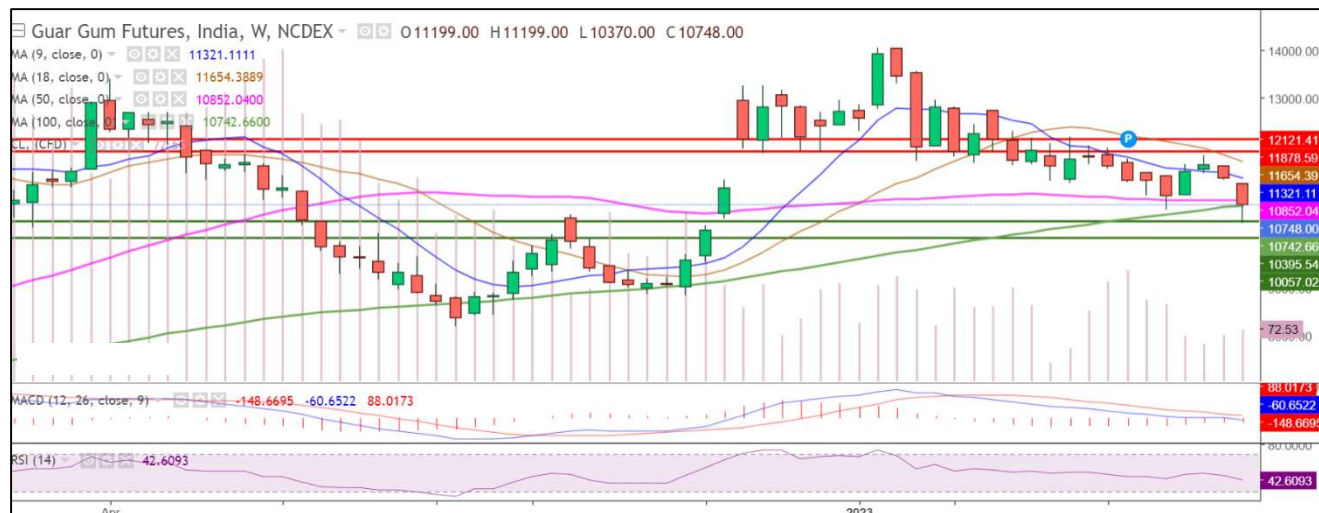 Guar Gum Futures, India, W, NCDEX O11199.00 H11199.00 L10370.00 C10748.00
MA (9, close, 0) 11321.1111
MA (18, close, 0) 11654.3889
MA (50, close, 0) 10852.0400
MA (100, close, 0) 10742.6600
CL, (CFD)
14000.00
13000.00
P
12121.41
11878.59
11654.39
11321.11
10852.04
10748.00
10742.66
10395.54
10057.02
72.53
MACD (12, 26, close, 9) -148.6695 -60.6522 88.0173
88.0173
-60.6522
-148.6695
RSI (14) 42.6093
80.0000
42.6093
Apr
2023